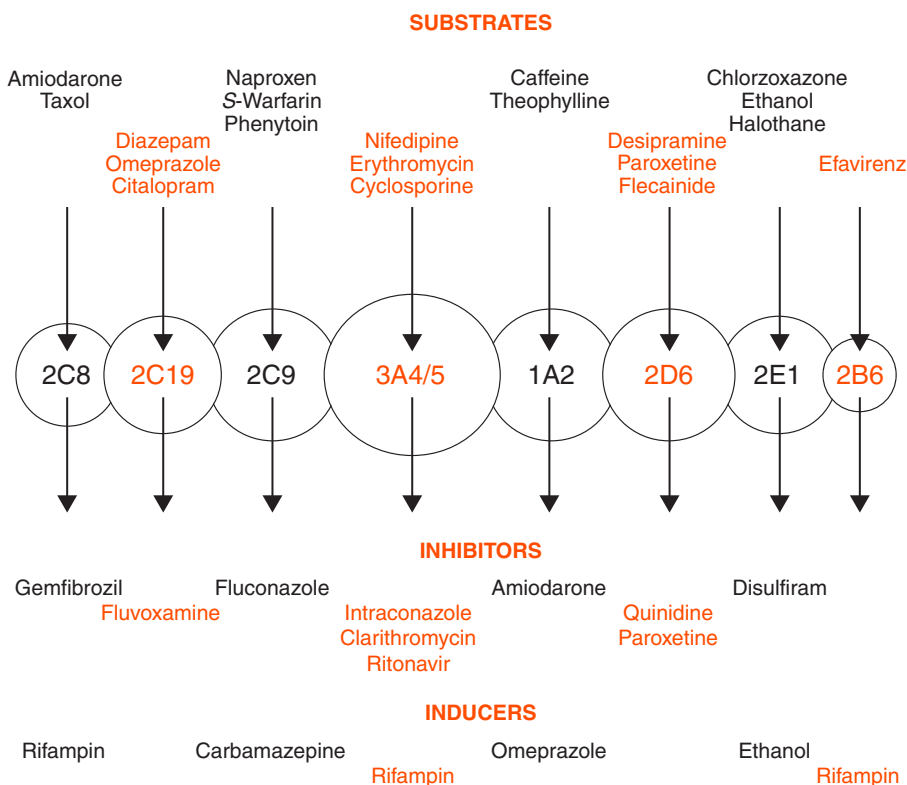 SUBSTRATES
Amiodarone
Taxol
Naproxen
S-Warfarin
Phenytoin
Caffeine
Theophylline
Chlorzoxazone
Ethanol
Halothane
Diazepam
Omeprazole
Citalopram
Nifedipine
Erythromycin
Cyclosporine
Desipramine
Paroxetine
Flecainide
Efavirenz
2C8
2C19
2C9
3A4/5
1A2
2D6
2E1
2B6
INHIBITORS
Gemfibrozil
Fluvoxamine
Fluconazole
Intraconazole
Clarithromycin
Ritonavir
Amiodarone
Quinidine
Paroxetine
Disulfiram
INDUCERS
Rifampin
Carbamazepine
Rifampin
Omeprazole
Ethanol
Rifampin